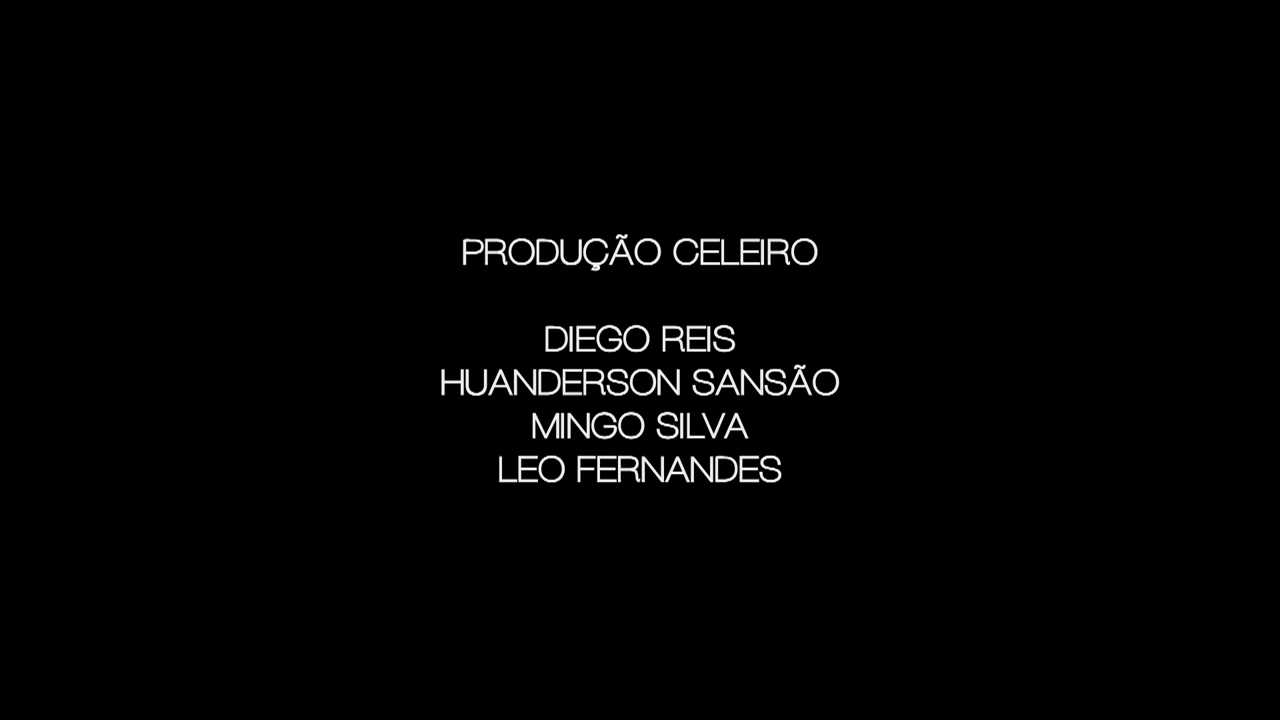 PRODUÇÃO CELEIRO
DIEGO REIS
HUANDERSON SANSÃO
MINGO SILVA
LEO FERNANDES